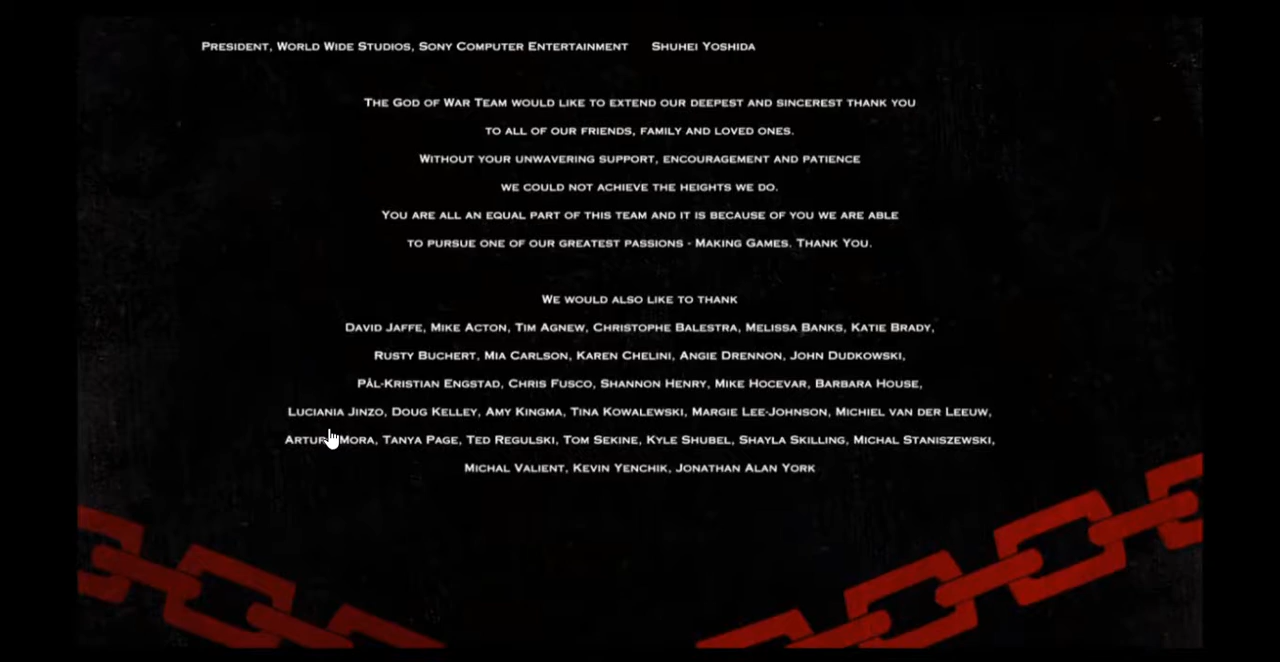 President, World Wide Studios, Sony Computer Entertainment Shuhei Yoshida
The God of War Team would like to extend our deepest and sincerest thank you
to all of our friends, family and loved ones.
Without your unwavering support, encouragement and patience
we could not achieve the heights we do.
You are all an equal part of this team and it is because of you we are able
to pursue one of our greatest passions - Making Games. Thank You.
We would also like to thank
David Jaffe, Mike Acton, Tim Agnew, Christophe Balestra, Melissa Banks, Katie Brady,
Rusty Buchert, Mia Carlson, Karen Chelini, Angie Drennon, John Dudkowski,
Pål-Kristian Engstad, Chris Fusco, Shannon Henry, Mike Hocevar, Barbara House,
Luciania Jinzo, Doug Kelley, Amy Kingma, Tina Kowalewski, Margie Lee-Johnson, Michiel van der Leeuw,
Mora, Tanya Page, Ted Regulski, Tom Sekine, Kyle Shubel, Shayla Skilling, Michal Staniszewski,
Michal Valient, Kevin Yenchik, Jonathan Alan York